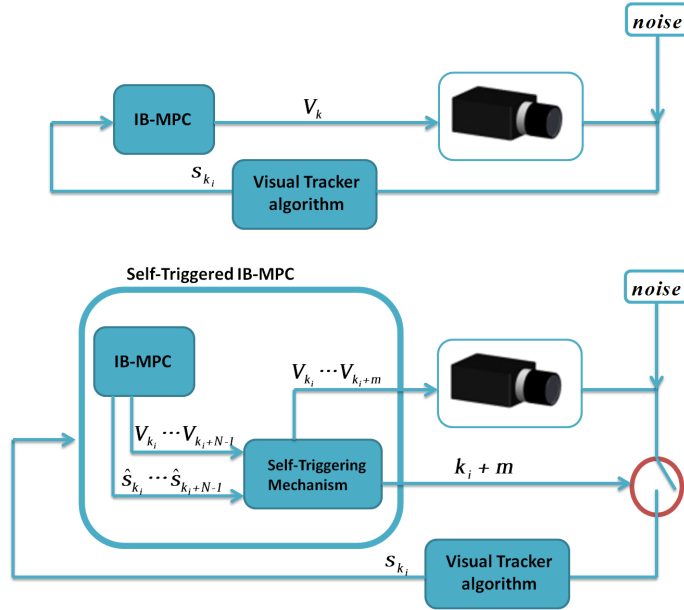 noise
IB-MPC
V_k
s_{k_i}
Visual Tracker
algorithm
Self-Triggered IB-MPC
noise
IB-MPC
V_{k_i} ··· V_{k_i+m}
V_{k_i} ··· V_{k_i+N-1}
ŝ_{k_i} ··· ŝ_{k_i+N-1}
Self-Triggering
Mechanism
k_i + m
s_{k_i}
Visual Tracker
algorithm